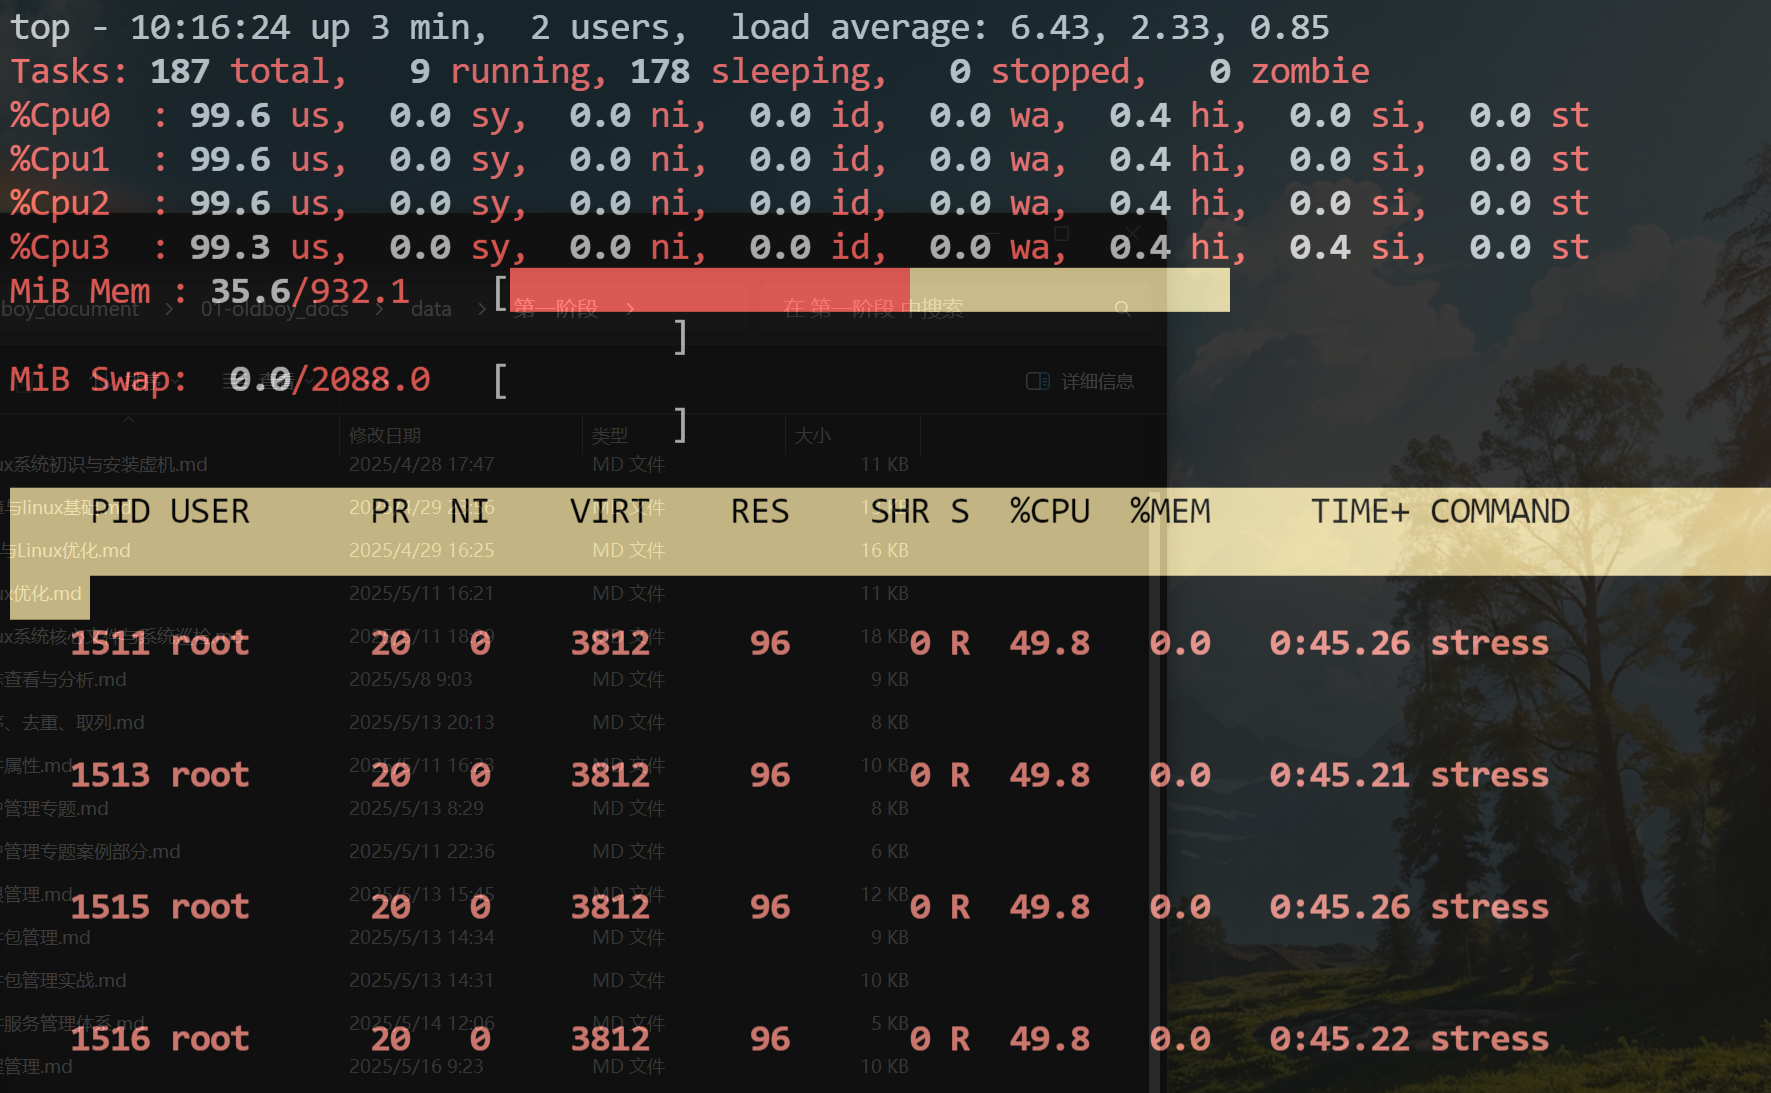 top - 10:16:24 up 3 min,  2 users,  load average: 6.43, 2.33, 0.85
Tasks: 187 total,   9 running, 178 sleeping,   0 stopped,   0 zombie
%Cpu0  : 99.6 us,  0.0 sy,  0.0 ni,  0.0 id,  0.0 wa,  0.4 hi,  0.0 si,  0.0 st
%Cpu1  : 99.6 us,  0.0 sy,  0.0 ni,  0.0 id,  0.0 wa,  0.4 hi,  0.0 si,  0.0 st
%Cpu2  : 99.6 us,  0.0 sy,  0.0 ni,  0.0 id,  0.0 wa,  0.4 hi,  0.0 si,  0.0 st
%Cpu3  : 99.3 us,  0.0 sy,  0.0 ni,  0.0 id,  0.0 wa,  0.4 hi,  0.4 si,  0.0 st
MiB Mem : 35.6/932.1    [
boy_document > 01-oldboy_docs > data > 第一阶段 > 在 第一阶段 中搜索
]
MiB Swap:  0.0/2088.0   [
查看 详细信息
]
修改日期 类型 大小
ux系统初识与安装虚机.md 2025/4/28 17:47 MD 文件 11 KB
PID USER      PR  NI    VIRT    RES    SHR S  %CPU  %MEM     TIME+ COMMAND
与linux基础.md MD 文件
与Linux优化.md 2025/4/29 16:25 MD 文件 16 KB
ux优化.md 2025/5/11 16:21 MD 文件 11 KB
1511 root      20   0    3812     96      0 R  49.8   0.0   0:45.26 stress
ux系统核心文件与系统巡检.md MD 文件 18 KB
查看与分析.md 2025/5/8 9:03 MD 文件 9 KB
、去重、取列.md 2025/5/13 20:13 MD 文件 8 KB
1513 root      20   0    3812     96      0 R  49.8   0.0   0:45.21 stress
属性.md MD 文件 10 KB
管理专题.md 2025/5/13 8:29 MD 文件 8 KB
管理专题案例部分.md 2025/5/11 22:36 MD 文件 6 KB
1515 root      20   0    3812     96      0 R  49.8   0.0   0:45.26 stress
管理.md 2025/5/13 15:45 MD 文件 12 KB
包管理.md 2025/5/13 14:34 MD 文件 9 KB
包管理实战.md 2025/5/13 14:31 MD 文件 10 KB
1516 root      20   0    3812     96      0 R  49.8   0.0   0:45.22 stress
服务管理体系.md 2025/5/14 12:06 MD 文件 5 KB
管理.md 2025/5/16 9:23 MD 文件 10 KB